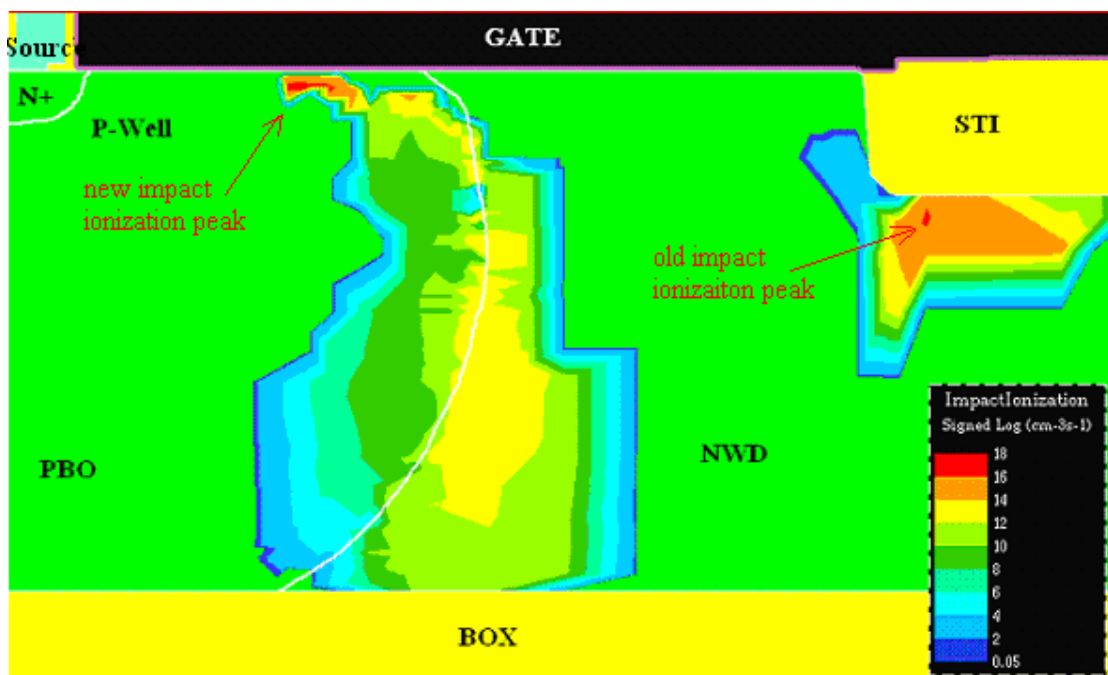 GATE
Source
N+
P-Well
STI
new impact
ionization peak
old impact
ionizaiton peak
PBO
NWD
BOX
ImpactIonization
Signed Log (cm-3s-1)
18
16
14
12
10
8
6
4
2
0.05